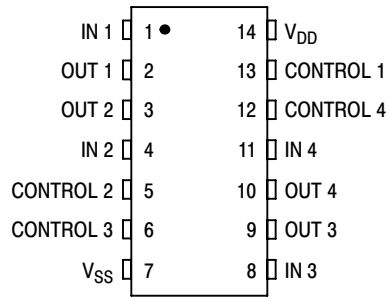 IN 1 1 14 VDD
OUT 1 2 13 CONTROL 1
OUT 2 3 12 CONTROL 4
IN 2 4 11 IN 4
CONTROL 2 5 10 OUT 4
CONTROL 3 6 9 OUT 3
VSS 7 8 IN 3